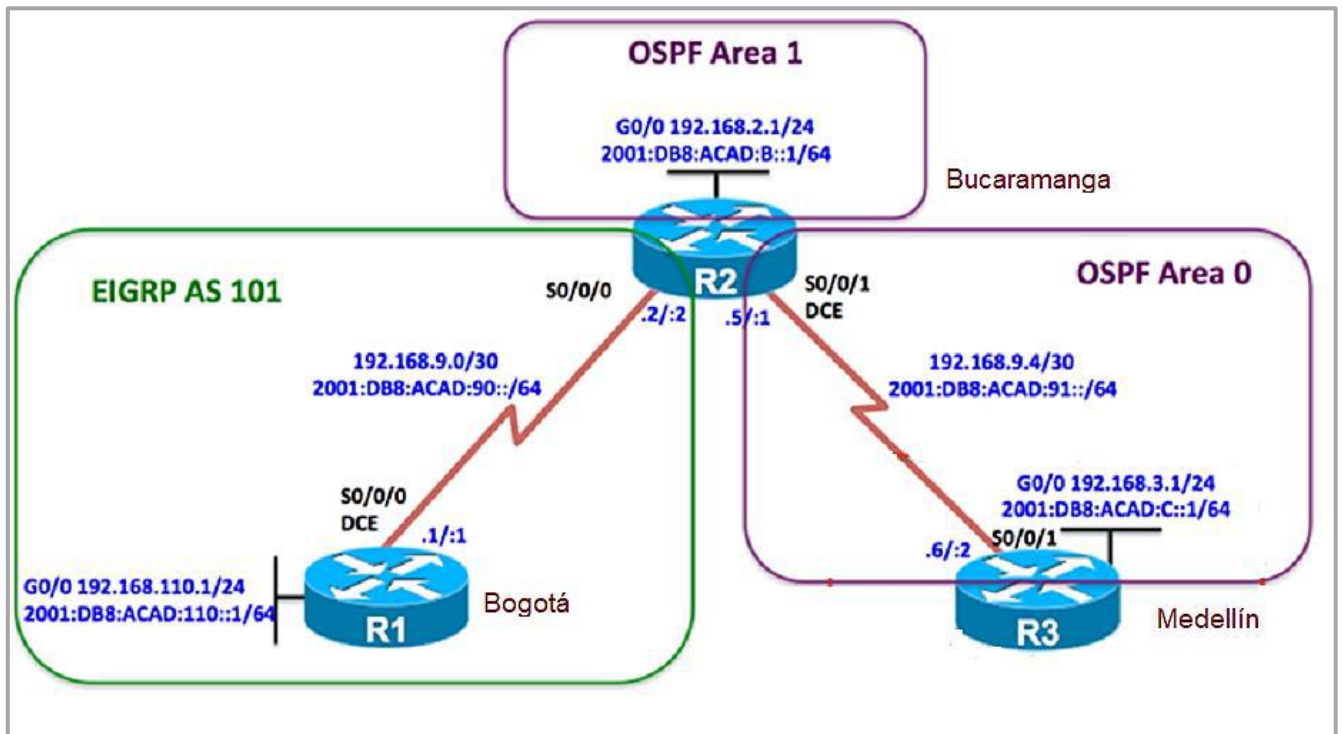 OSPF Area 1
G0/0 192.168.2.1/24
2001:DB8:ACAD:B::1/64
Bucaramanga
R2
EIGRP AS 101
S0/0/0
.2/:2
.5/:1
S0/0/1
DCE
OSPF Area 0
192.168.9.0/30
2001:DB8:ACAD:90::/64
192.168.9.4/30
2001:DB8:ACAD:91::/64
S0/0/0
DCE
.1/:1
G0/0 192.168.110.1/24
2001:DB8:ACAD:110::1/64
R1
Bogotá
G0/0 192.168.3.1/24
2001:DB8:ACAD:C::1/64
.6/:2
S0/0/1
R3
Medellín